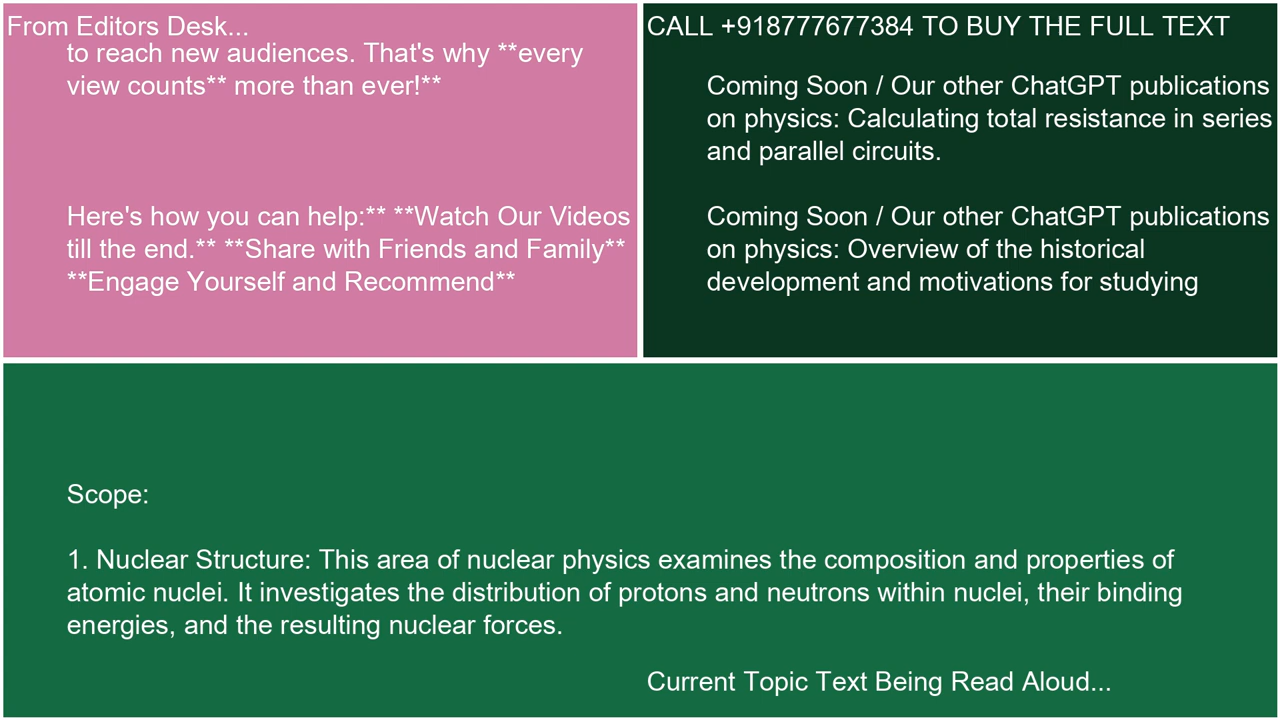 From Editors Desk...
to reach new audiences. That's why **every
view counts** more than ever!**
Here's how you can help:** **Watch Our Videos
till the end.** **Share with Friends and Family**
**Engage Yourself and Recommend**
CALL +918777677384 TO BUY THE FULL TEXT
Coming Soon / Our other ChatGPT publications
on physics: Calculating total resistance in series
and parallel circuits.
Coming Soon / Our other ChatGPT publications
on physics: Overview of the historical
development and motivations for studying
Scope:
1. Nuclear Structure: This area of nuclear physics examines the composition and properties of
atomic nuclei. It investigates the distribution of protons and neutrons within nuclei, their binding
energies, and the resulting nuclear forces.
Current Topic Text Being Read Aloud...